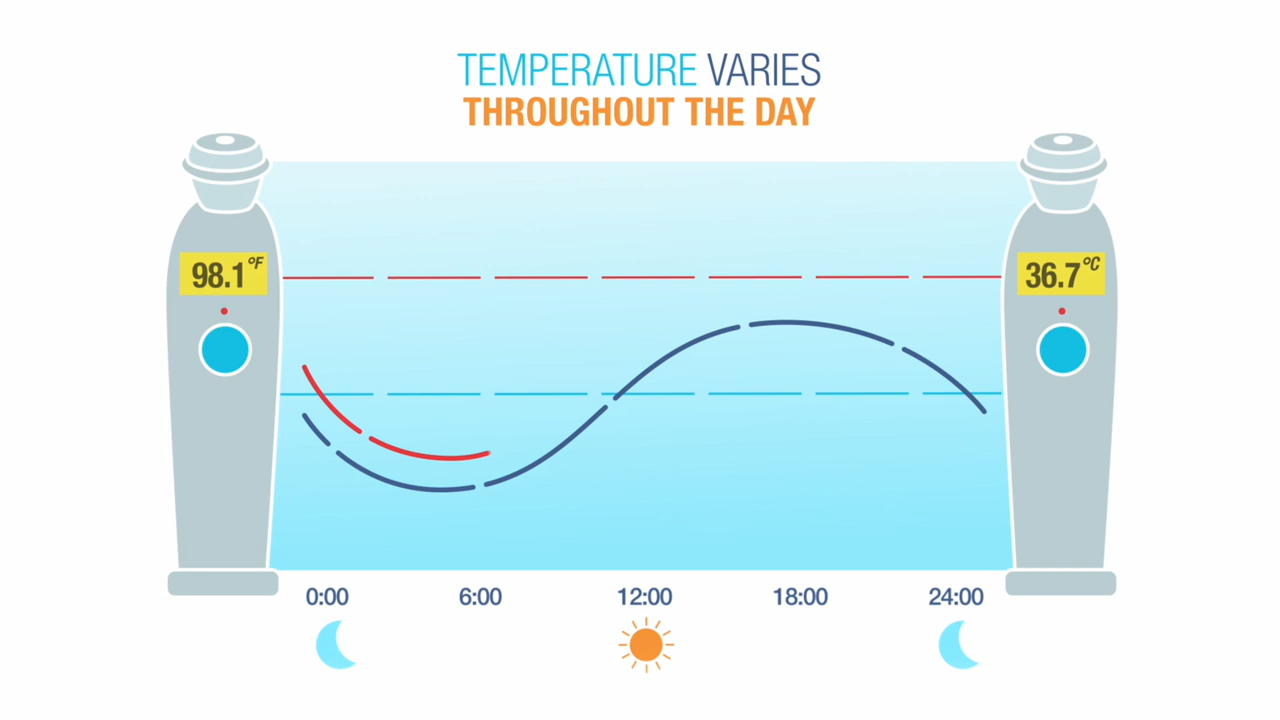 TEMPERATURE VARIES
THROUGHOUT THE DAY
98.1°F
36.7°C
0:00 6:00 12:00 18:00 24:00